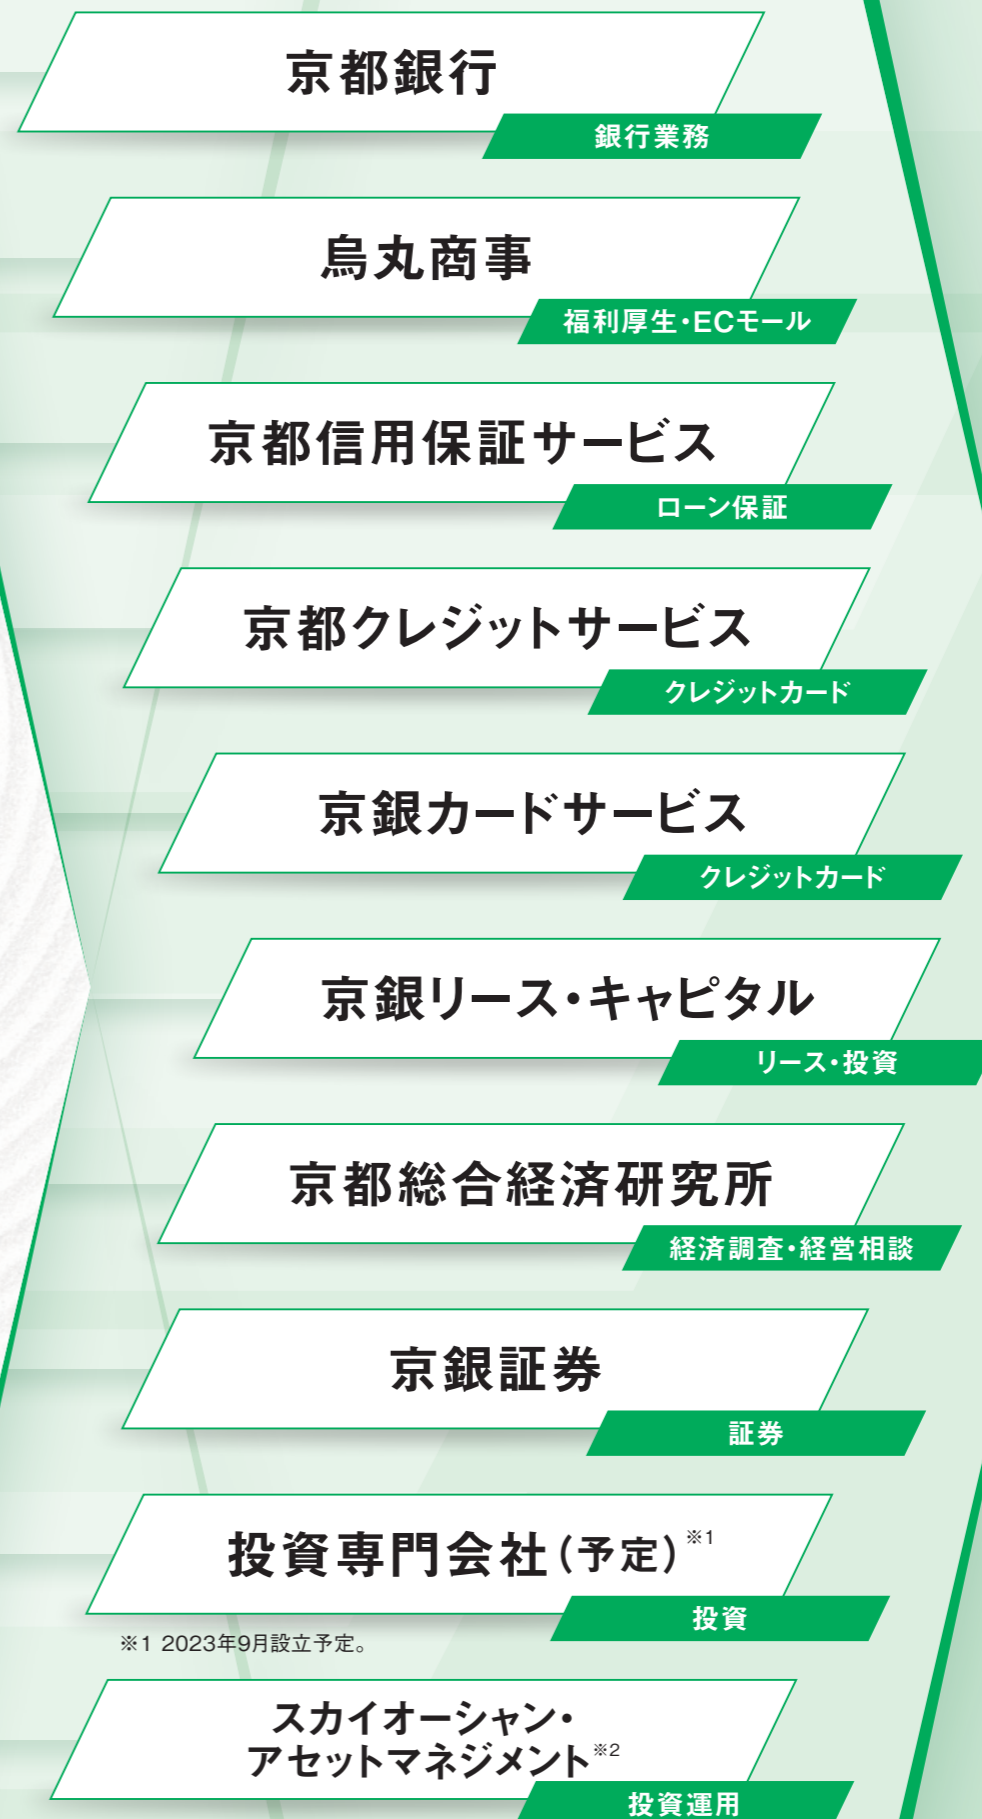 京都銀行
銀行業務
烏丸商事
福利厚生・ECモール
京都信用保証サービス
ローン保証
京都クレジットサービス
クレジットカード
京銀カードサービス
クレジットカード
京銀リース・キャピタル
リース・投資
京都総合経済研究所
経済調査・経営相談
京銀証券
証券
投資専門会社(予定)※1
投資
※1 2023年9月設立予定。
スカイオーシャン・
アセットマネジメント※2
投資運用